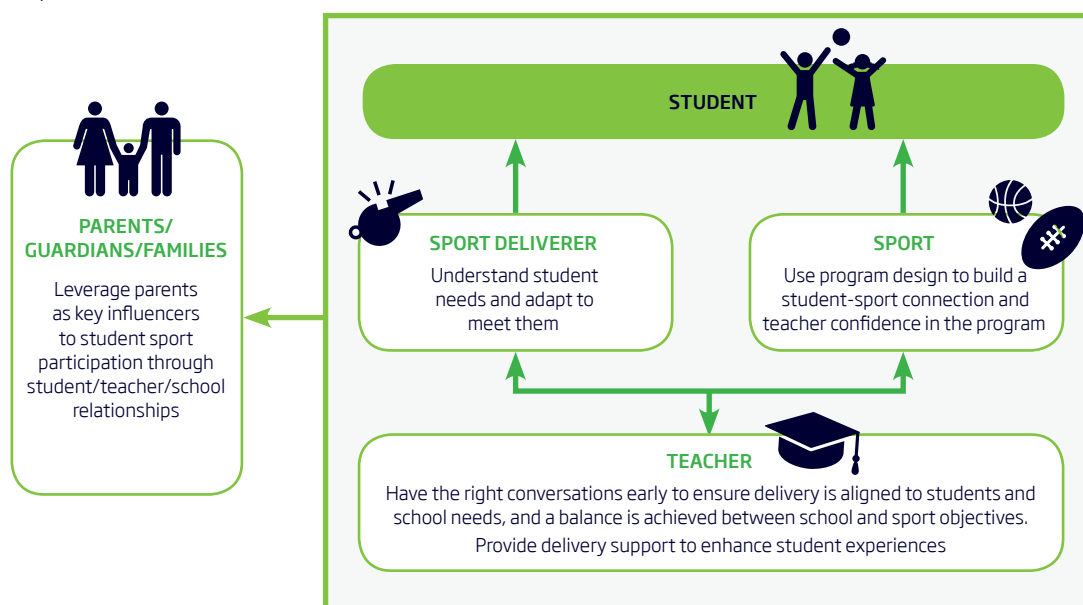 STUDENT
PARENTS/
GUARDIANS/FAMILIES
Leverage parents
as key influencers
to student sport
participation through
student/teacher/school
relationships
SPORT DELIVERER
Understand student
needs and adapt to
meet them
SPORT
Use program design to build a
student-sport connection and
teacher confidence in the program
TEACHER
Have the right conversations early to ensure delivery is aligned to students and
school needs, and a balance is achieved between school and sport objectives.
Provide delivery support to enhance student experiences